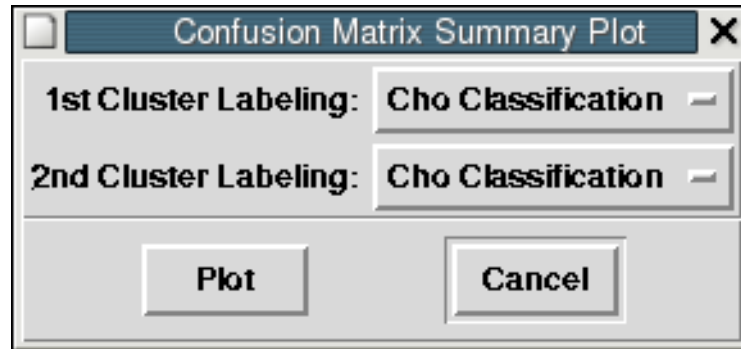 Confusion Matrix Summary Plot
1st Cluster Labeling: Cho Classification
2nd Cluster Labeling: Cho Classification
Plot Cancel